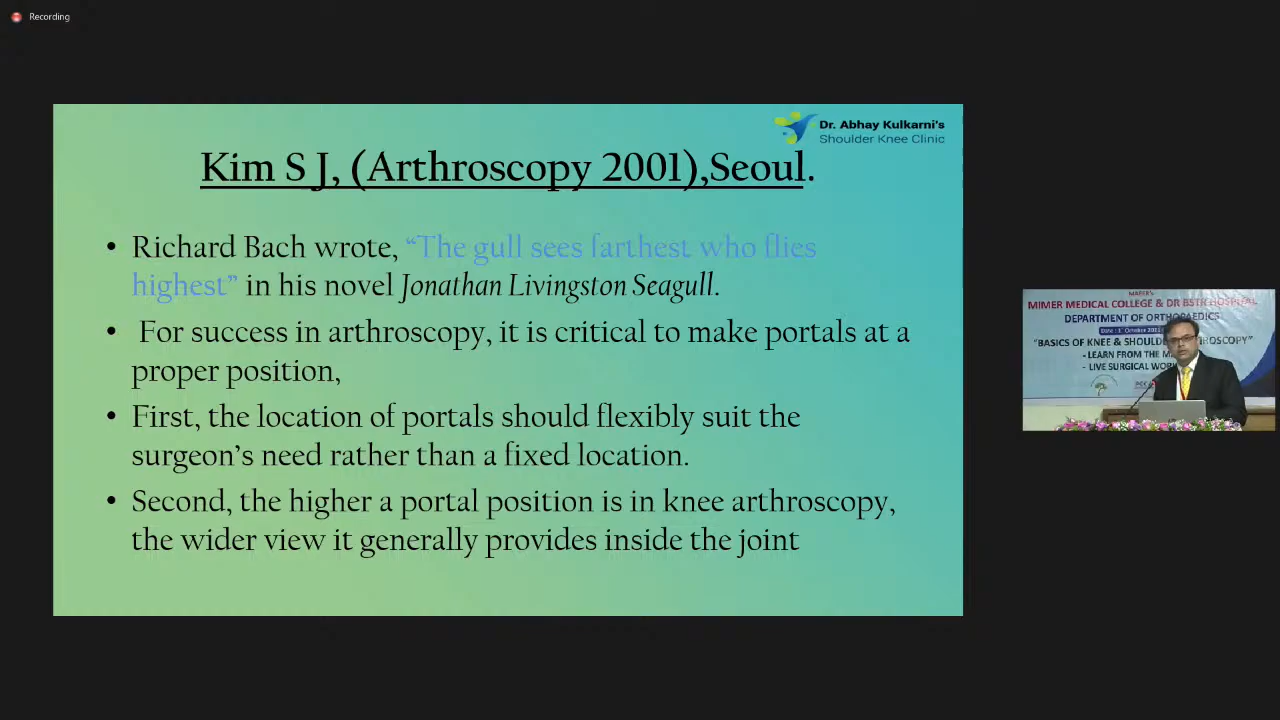 Recording
Dr. Abhay Kulkarni's
Shoulder Knee Clinic
Kim S J, (Arthroscopy 2001),Seoul.
• Richard Bach wrote, “The gull sees farthest who flies
highest” in his novel Jonathan Livingston Seagull.
• For success in arthroscopy, it is critical to make portals at a
proper position,
• First, the location of portals should flexibly suit the
surgeon’s need rather than a fixed location.
• Second, the higher a portal position is in knee arthroscopy,
the wider view it generally provides inside the joint
MAEER's
MIMER MEDICAL COLLEGE & DR BSTR HOSPITAL
DEPARTMENT OF ORTHOPAEDICS
October
"BASICS OF KNEE & SHOULDER ARTHROSCOPY"
- LEARN FROM THE
- LIVE SURGICAL